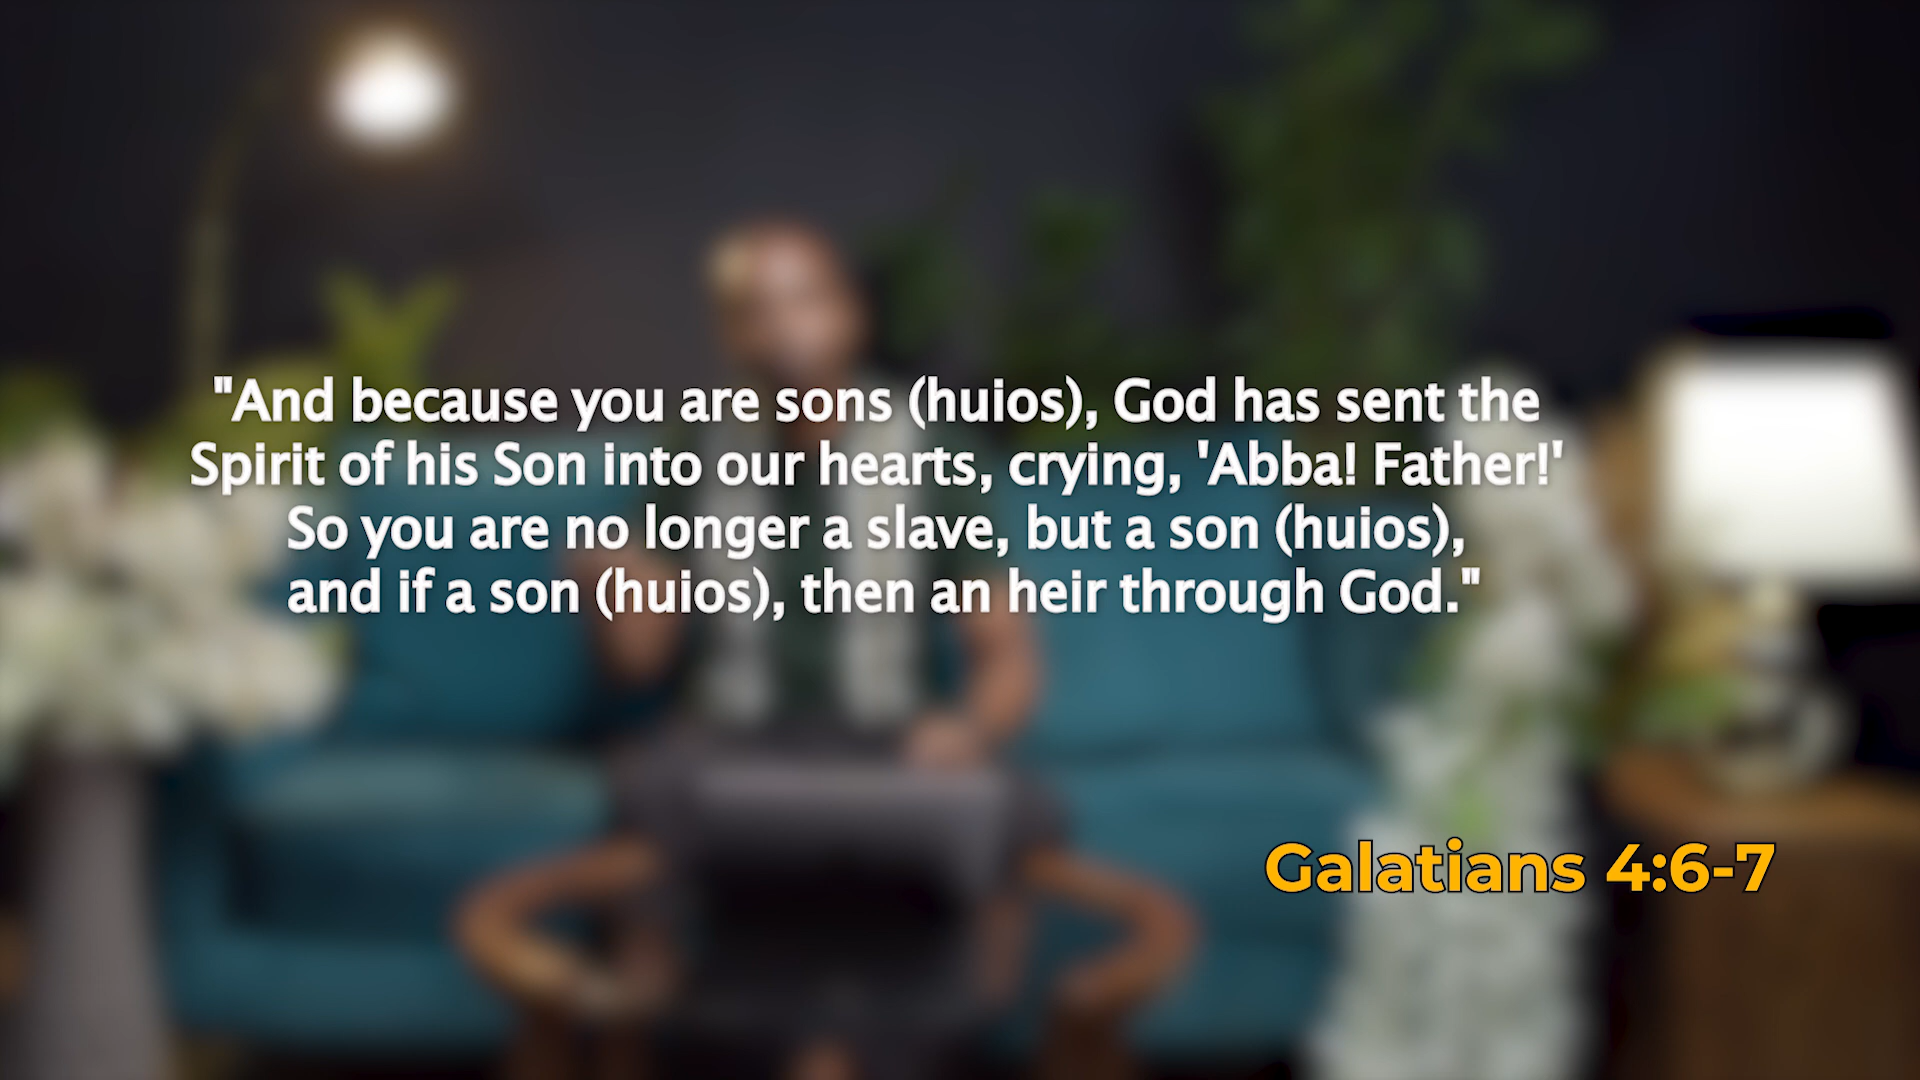 "And because you are sons (huios), God has sent the
Spirit of his Son into our hearts, crying, 'Abba! Father!'
So you are no longer a slave, but a son (huios),
and if a son (huios), then an heir through God."
Galatians 4:6-7